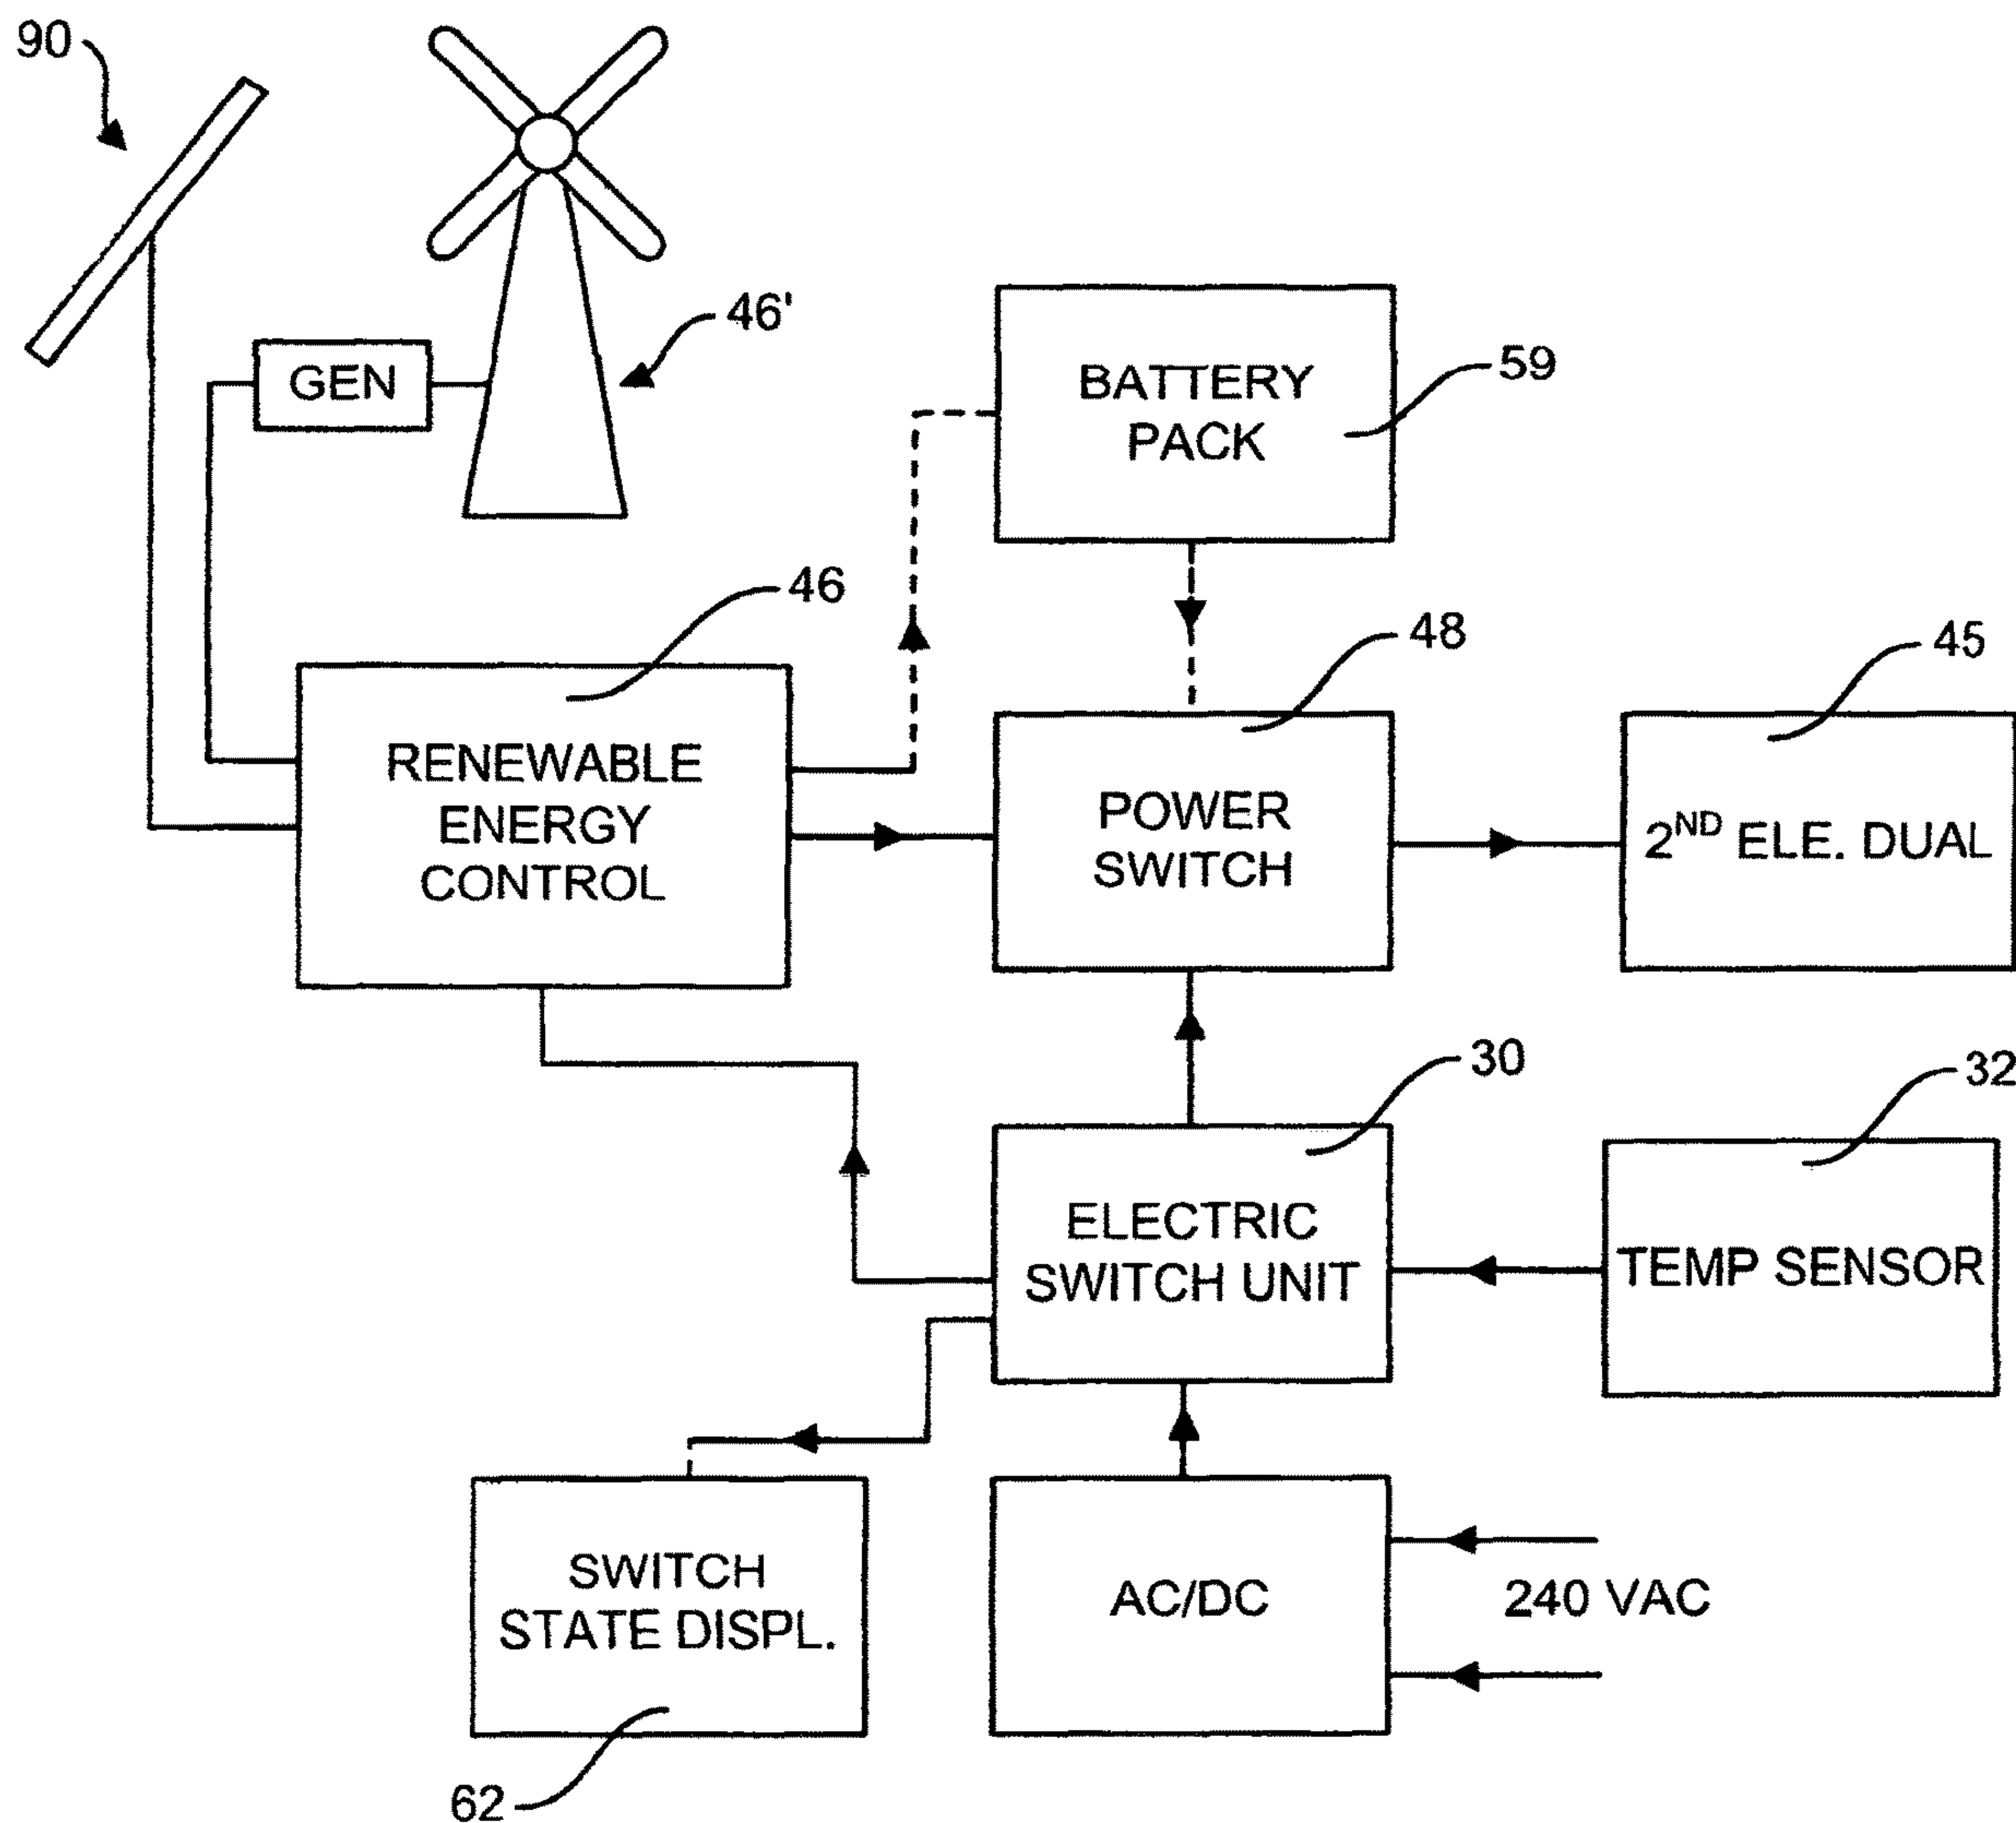 90
46'
GEN
BATTERY
PACK
59
46
48
45
RENEWABLE
ENERGY
CONTROL
POWER
SWITCH
2ND ELE. DUAL
30
32
ELECTRIC
SWITCH UNIT
TEMP SENSOR
SWITCH
STATE DISPL.
AC/DC
240 VAC
62